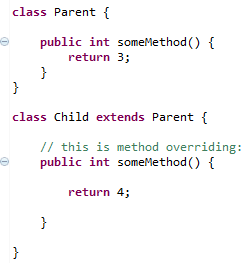 class Parent {
public int someMethod() {
return 3;
}
}
class Child extends Parent {
// this is method overriding:
public int someMethod() {
return 4;
}
}